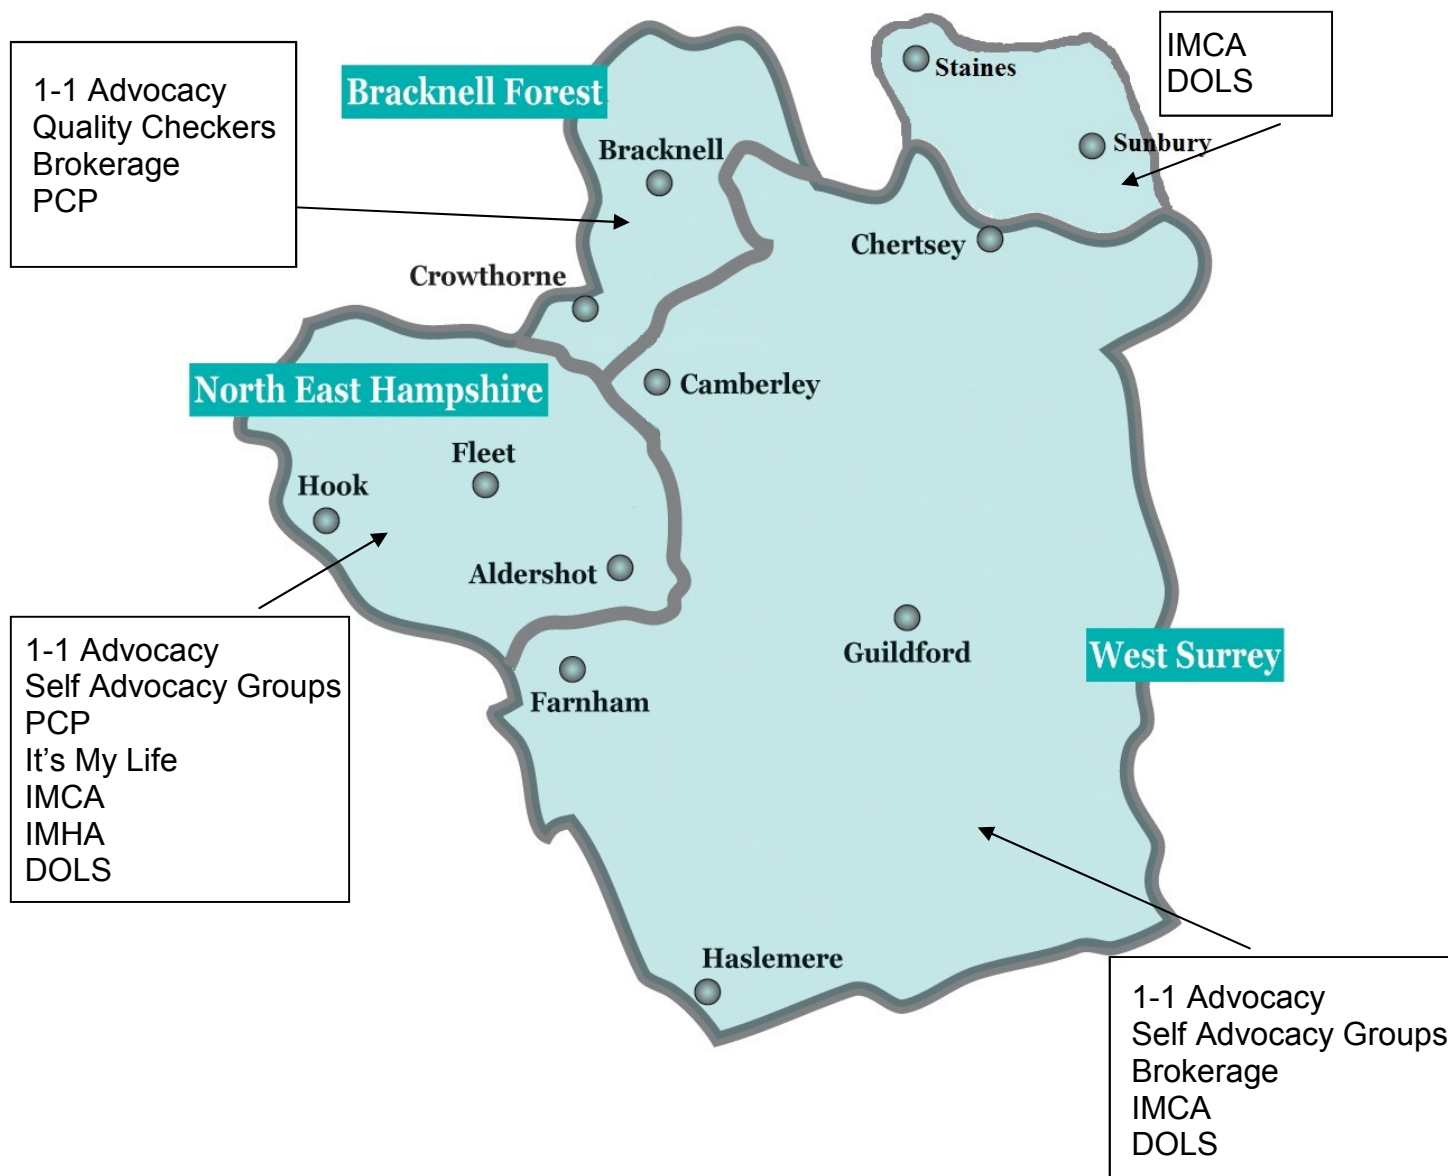 1-1 Advocacy
Quality Checkers
Brokerage
PCP
Bracknell Forest
Staines
IMCA
DOLS
Sunbury
Bracknell
Chertsey
Crowthorne
North East Hampshire
Camberley
Fleet
Hook
Aldershot
Guildford
West Surrey
Farnham
1-1 Advocacy
Self Advocacy Groups
PCP
It’s My Life
IMCA
IMHA
DOLS
Haslemere
1-1 Advocacy
Self Advocacy Groups
Brokerage
IMCA
DOLS